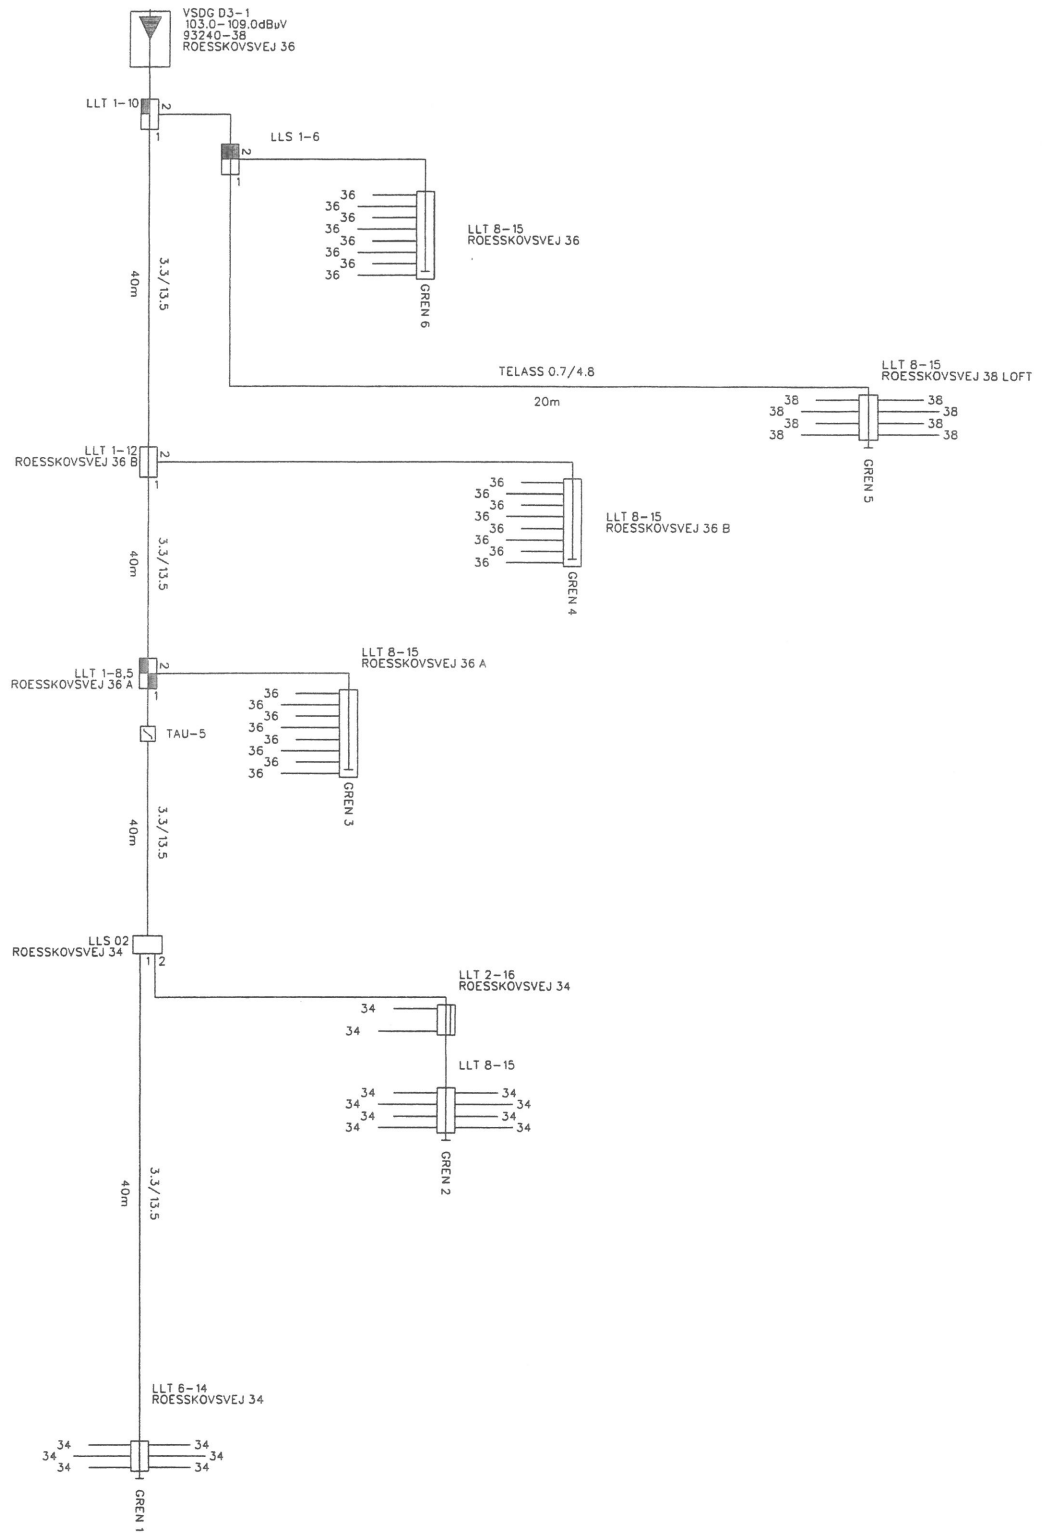 VSDG D3-1
103.0-109.0dBuV
93240-38
ROESSKOVSVEJ 36
LLT 1-10
2
1
LLS 1-6
2
1
36
36
36
36
36
36
36
36
LLT 8-15
ROESSKOVSVEJ 36
GREN 6
3.3/13.5
40m
TELASS 0.7/4.8
20m
LLT 8-15
ROESSKOVSVEJ 38 LOFT
38 38
38 38
38 38
38 38
GREN 5
LLT 1-12
ROESSKOVSVEJ 36 B
2
1
36
36
36
36
36
36
36
36
LLT 8-15
ROESSKOVSVEJ 36 B
GREN 4
3.3/13.5
40m
LLT 1-8,5
ROESSKOVSVEJ 36 A
2
1
LLT 8-15
ROESSKOVSVEJ 36 A
36
36
36
36
36
36
36
36
GREN 3
TAU-5
3.3/13.5
40m
LLS 02
ROESSKOVSVEJ 34
1 2
LLT 2-16
ROESSKOVSVEJ 34
34
34
LLT 8-15
34 34
34 34
34 34
34 34
GREN 2
3.3/13.5
40m
LLT 6-14
ROESSKOVSVEJ 34
34 34
34 34
34 34
GREN 1